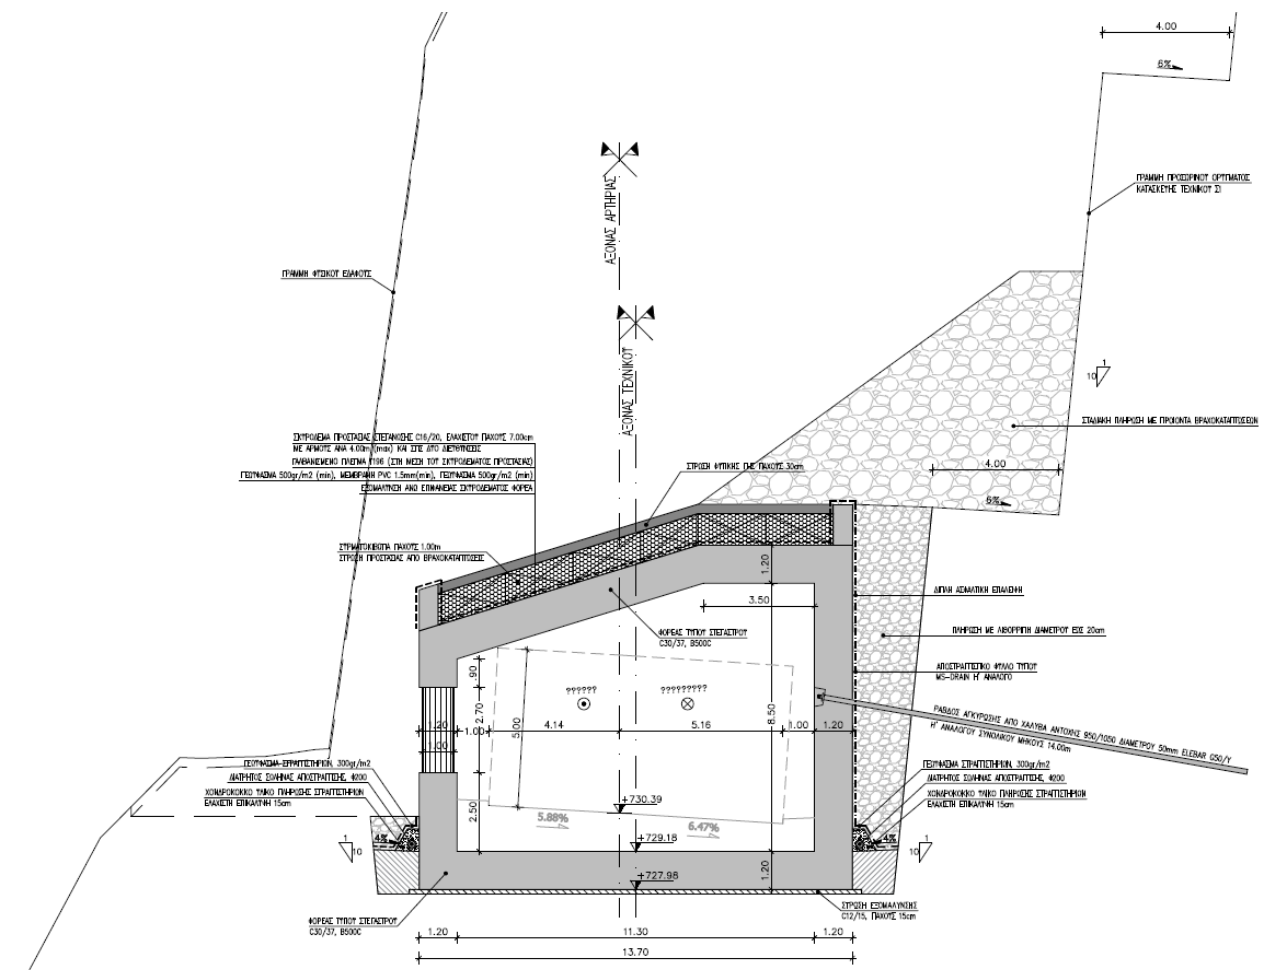 4.00
6%
ΓΡΑΜΜΗ ΠΡΟΣΩΡΙΝΟΥ ΟΡΥΓΜΑΤΟΣ
ΚΑΤΑΣΚΕΥΗΣ ΤΕΧΝΙΚΟΥ Σ1
ΑΞΟΝΑΣ ΑΡΤΗΡΙΑΣ
ΓΡΑΜΜΗ ΦΥΣΙΚΟΥ ΕΔΑΦΟΥΣ
ΑΞΟΝΑΣ ΤΕΧΝΙΚΟΥ
1
10
ΣΤΑΔΙΑΚΗ ΠΛΗΡΩΣΗ ΜΕ ΠΡΟΙΟΝΤΑ ΒΡΑΧΟΚΑΤΑΠΤΩΣΕΩΝ
ΣΚΥΡΟΔΕΜΑ ΠΡΟΣΤΑΣΙΑΣ ΣΤΕΓΑΝΩΣΗΣ C16/20, ΕΛΑΧΙΣΤΟΥ ΠΑΧΟΥΣ 7.00cm
ΜΕ ΑΡΜΟΥΣ ΑΝΑ 4.00m (max) ΚΑΙ ΣΤΙΣ ΔΥΟ ΔΙΕΥΘΥΝΣΕΙΣ
ΓΑΛΒΑΝΙΣΜΕΝΟ ΠΛΕΓΜΑ T196 (ΣΤΗ ΜΕΣΗ ΤΟΥ ΣΚΥΡΟΔΕΜΑΤΟΣ ΠΡΟΣΤΑΣΙΑΣ)
ΓΕΩΥΦΑΣΜΑ 500gr/m2 (min), ΜΕΜΒΡΑΝΗ PVC 1.5mm(min), ΓΕΩΥΦΑΣΜΑ 500gr/m2 (min)
ΕΞΟΜΑΛΥΝΣΗ ΑΝΩ ΕΠΙΦΑΝΕΙΑΣ ΣΚΥΡΟΔΕΜΑΤΟΣ ΦΟΡΕΑ
ΣΤΡΩΣΗ ΦΥΤΙΚΗΣ ΓΗΣ ΠΑΧΟΥΣ 30cm
4.00
6%
ΣΥΡΜΑΤΟΚΙΒΩΤΙΑ ΠΑΧΟΥΣ 1.00m
ΣΤΡΩΣΗ ΠΡΟΣΤΑΣΙΑΣ ΑΠΟ ΒΡΑΧΟΚΑΤΑΠΤΩΣΕΙΣ
1.20
3.50
ΔΙΠΛΗ ΑΣΦΑΛΤΙΚΗ ΕΠΑΛΕΙΨΗ
ΦΟΡΕΑΣ ΤΥΠΟΥ ΣΤΕΓΑΣΤΡΟΥ
C30/37, B500C
ΠΛΗΡΩΣΗ ΜΕ ΛΙΘΟΡΡΙΠΗ ΔΙΑΜΕΤΡΟΥ ΕΩΣ 20cm
ΑΠΟΣΤΡΑΓΓΙΣΤΙΚΟ ΦΥΛΛΟ ΤΥΠΟΥ
MS-DRAIN Η' ΑΝΑΛΟΓΟ
.90
??????
?????????
2.70
5.00
8.50
ΡΑΒΔΟΣ ΑΓΚΥΡΩΣΗΣ ΑΠΟ ΧΑΛΥΒΑ ΑΝΤΟΧΗΣ 950/1050 ΔΙΑΜΕΤΡΟΥ 50mm ELEBAR G50/Y
Η' ΑΝΑΛΟΓΟΥ ΣΥΝΟΛΙΚΟΥ ΜΗΚΟΥΣ 14.00m
1.20
1.00
4.14
5.16
1.00
1.20
1.00
ΓΕΩΥΦΑΣΜΑ ΣΤΡΑΓΓΙΣΤΗΡΙΩΝ, 300gr/m2
ΔΙΑΤΡΗΤΟΣ ΣΩΛΗΝΑΣ ΑΠΟΣΤΡΑΓΓΙΣΗΣ, Φ200
ΧΟΝΔΡΟΚΟΚΚΟ ΥΛΙΚΟ ΠΛΗΡΩΣΗΣ ΣΤΡΑΓΓΙΣΤΗΡΙΩΝ
ΕΛΑΧΙΣΤΗ ΕΠΙΚΑΛΥΨΗ 15cm
ΓΕΩΥΦΑΣΜΑ ΣΤΡΑΓΓΙΣΤΗΡΙΩΝ, 300gr/m2
ΔΙΑΤΡΗΤΟΣ ΣΩΛΗΝΑΣ ΑΠΟΣΤΡΑΓΓΙΣΗΣ, Φ200
ΧΟΝΔΡΟΚΟΚΚΟ ΥΛΙΚΟ ΠΛΗΡΩΣΗΣ ΣΤΡΑΓΓΙΣΤΗΡΙΩΝ
ΕΛΑΧΙΣΤΗ ΕΠΙΚΑΛΥΨΗ 15cm
2.50
+730.39
5.88%
6.47%
+729.18
1
10
4%
4%
1
10
+727.98
1.20
ΦΟΡΕΑΣ ΤΥΠΟΥ ΣΤΕΓΑΣΤΡΟΥ
C30/37, B500C
ΣΤΡΩΣΗ ΕΞΟΜΑΛΥΝΣΗΣ
C12/15, ΠΑΧΟΥΣ 15cm
1.20
11.30
1.20
13.70